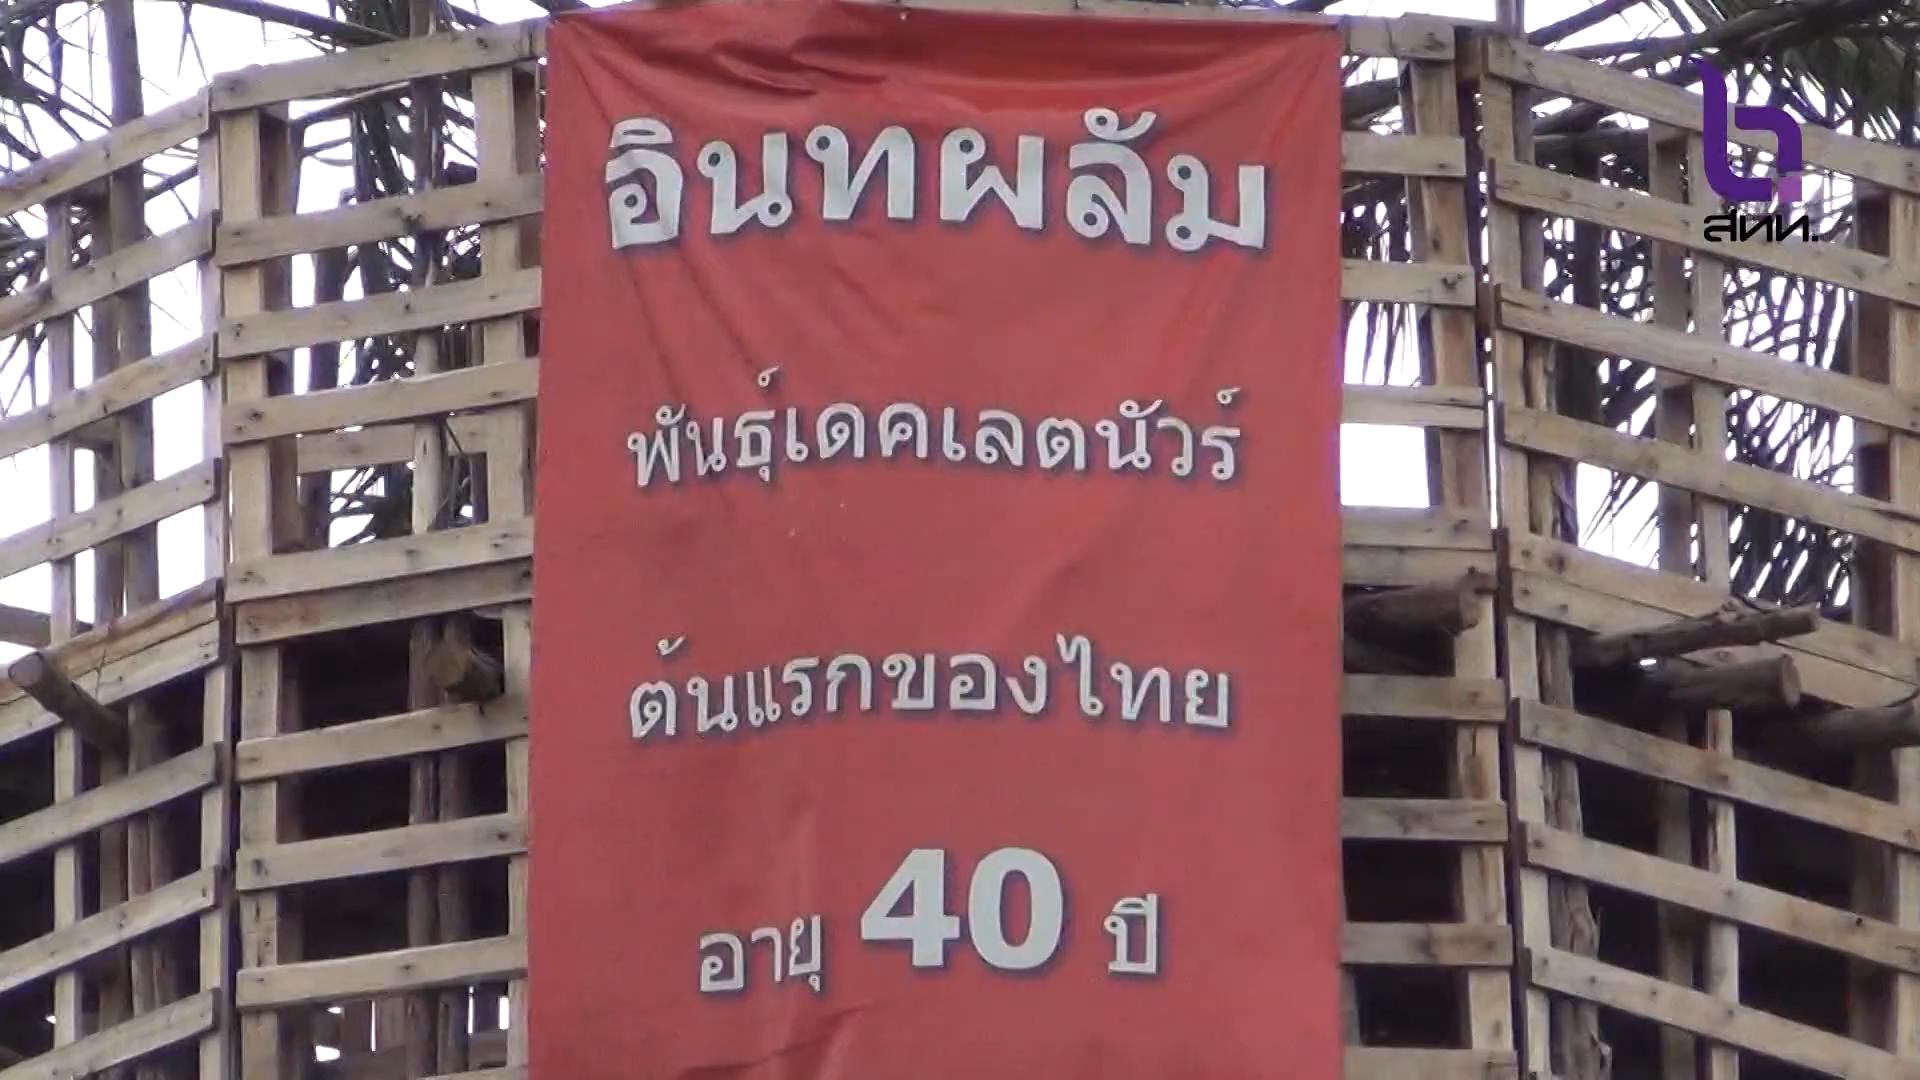 อินทผลัม
สทท.
พันธุ์เดคเลตนัวร์
ต้นแรกของไทย
อายุ 40 ปี